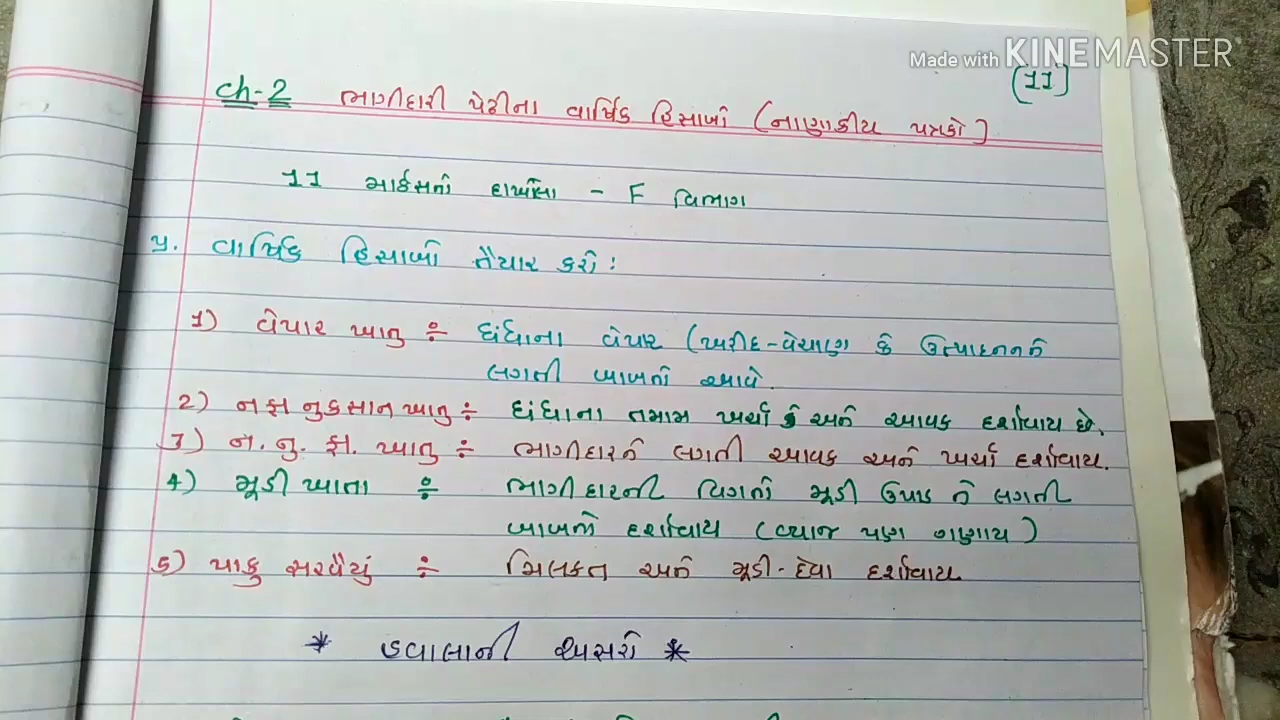 Made with KINEMASTER
(11)
Ch-2 ભાગીદારી પેઢીના વાર્ષિક હિસાબો (નાણાકીય પત્રકો)
11 માર્કસનો દાખલો - F વિભાગ
પ્ર. વાર્ષિક હિસાબો તૈયાર કરો :
1) વેપાર ખાતુ ÷ ધંધાના વેપાર (ખરીદ-વેચાણ કે ઉત્પાદનને
લગતી બાબતો આવે.
2) નફા નુકસાન ખાતુ ÷ ધંધાના તમામ ખર્ચા અને આવક દર્શાવાય છે.
3) ન. નુ. ફા. ખાતુ ÷ ભાગીદારને લગતી આવક અને ખર્ચા દર્શાવાય.
4) મૂડી ખાતા ÷ ભાગીદારની વિગતો મૂડી ઉપાડ ને લગતી
બાબતો દર્શાવાય (વ્યાજ પણ ગણાય)
5) પાકુ સરવૈયું ÷ મિલકત અને મૂડી-દેવા દર્શાવાય
* હવાલાની અસરો *